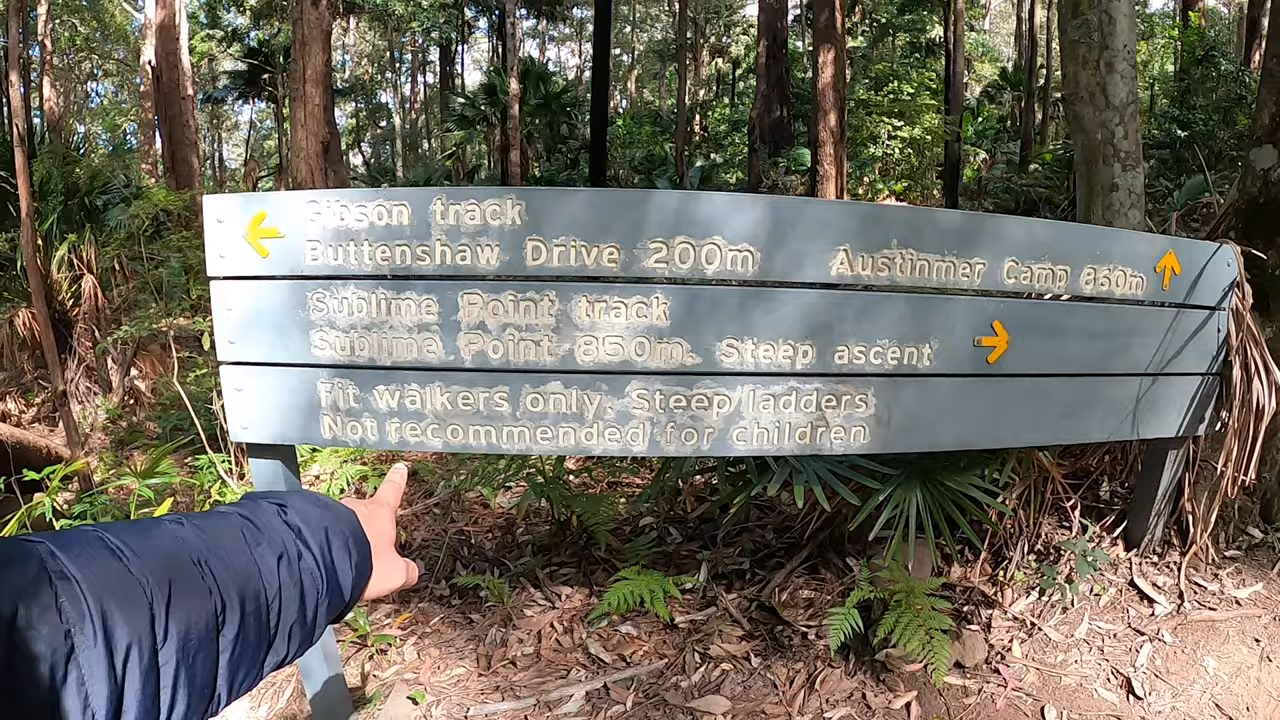 Gibson track
Buttenshaw Drive 200m
Austinmer Camp 860m
Sublime Point track
Sublime Point 850m. Steep ascent
Fit walkers only. Steep ladders
Not recommended for children